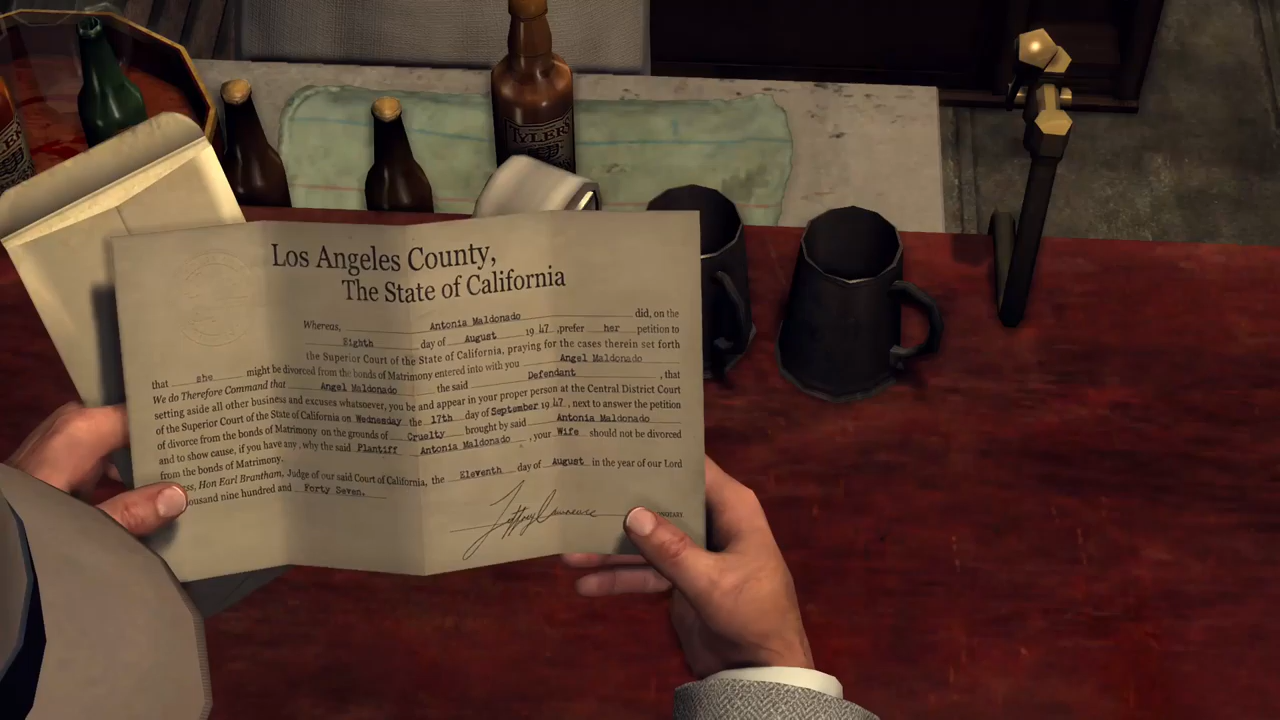 TYLER'S
Los Angeles County,
The State of California
Whereas, Antonia Maldonado did, on the
Eighth day of August 1947, prefer her petition to
the Superior Court of the State of California, praying for the cases therein set forth
that she might be divorced from the bonds of Matrimony entered into with you Angel Maldonado
We do Therefore Command that Angel Maldonado the said Defendant, that
setting aside all other business and excuses whatsoever, you be and appear in your proper person at the Central District Court
of the Superior Court of the State of California on Wednesday the 17th day of September 1947, next to answer the petition
of divorce from the bonds of Matrimony on the grounds of Cruelty brought by said Antonia Maldonado
and to show cause, if you have any, why the said Plantiff Antonia Maldonado, your Wife should not be divorced
from the bonds of Matrimony.
ess, Hon Earl Brantham, Judge of our said Court of California, the Eleventh day of August in the year of our Lord
ousand nine hundred and Forty Seven.
Jeffrey Lawrence
ONOTARY